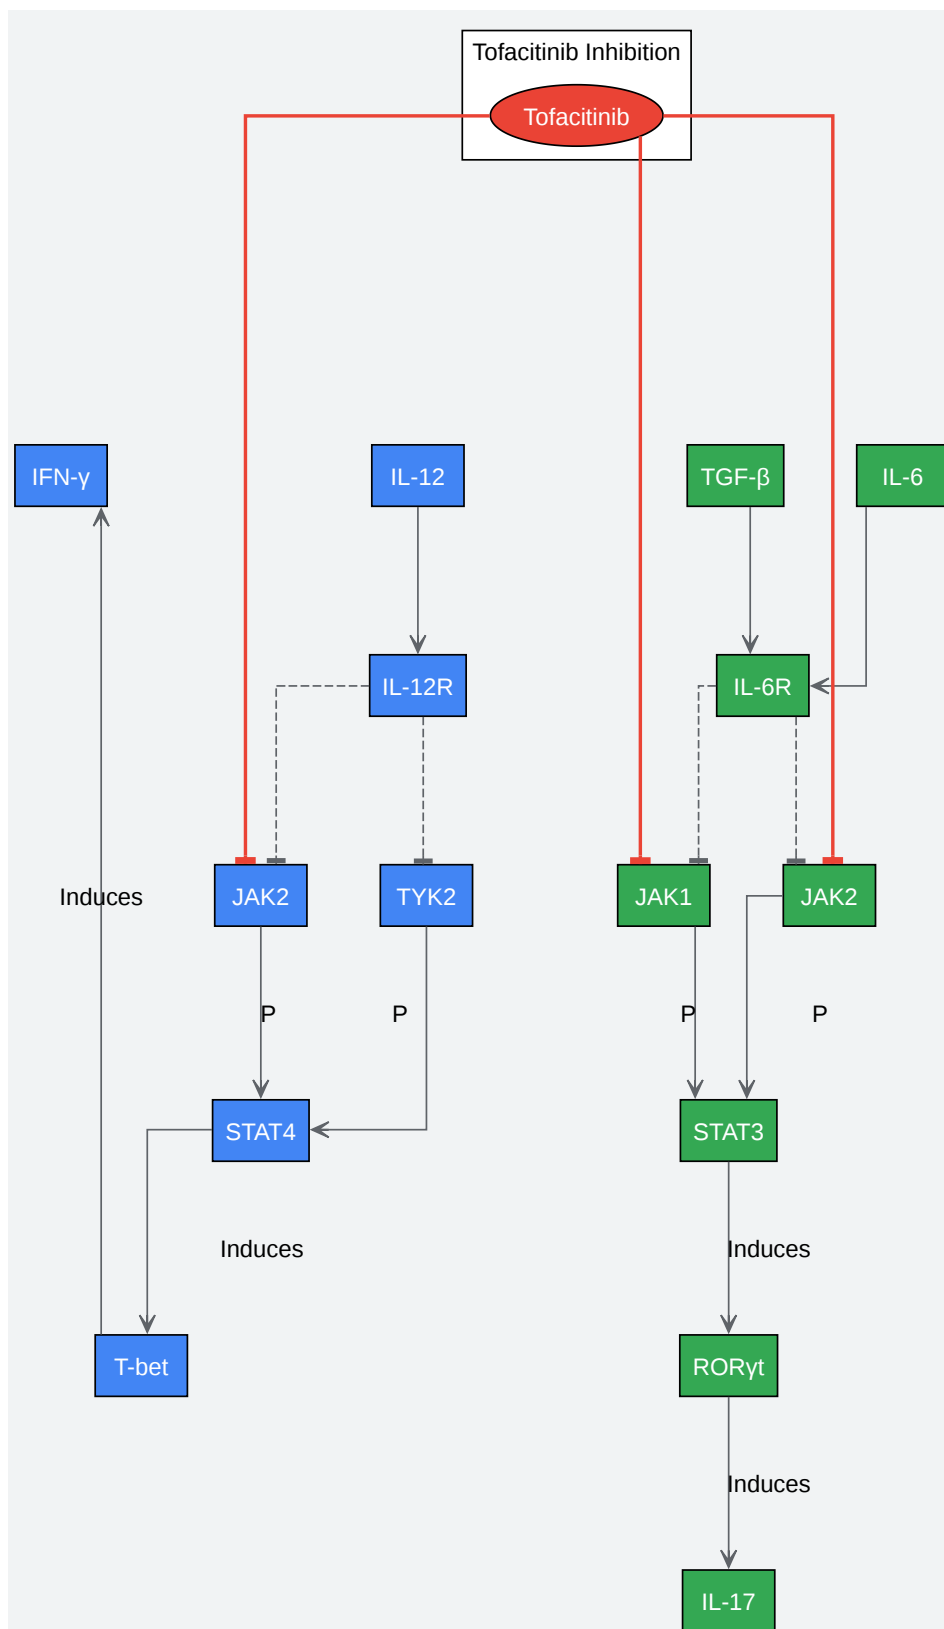 Tofacitinib Inhibition
Tofacitinib
IFN-γ
IL-12
TGF-β
IL-6
IL-12R
IL-6R
JAK2
TYK2
JAK1
JAK2
Induces
P
P
P
P
STAT4
STAT3
Induces
Induces
T-bet
RORγt
Induces
IL-17